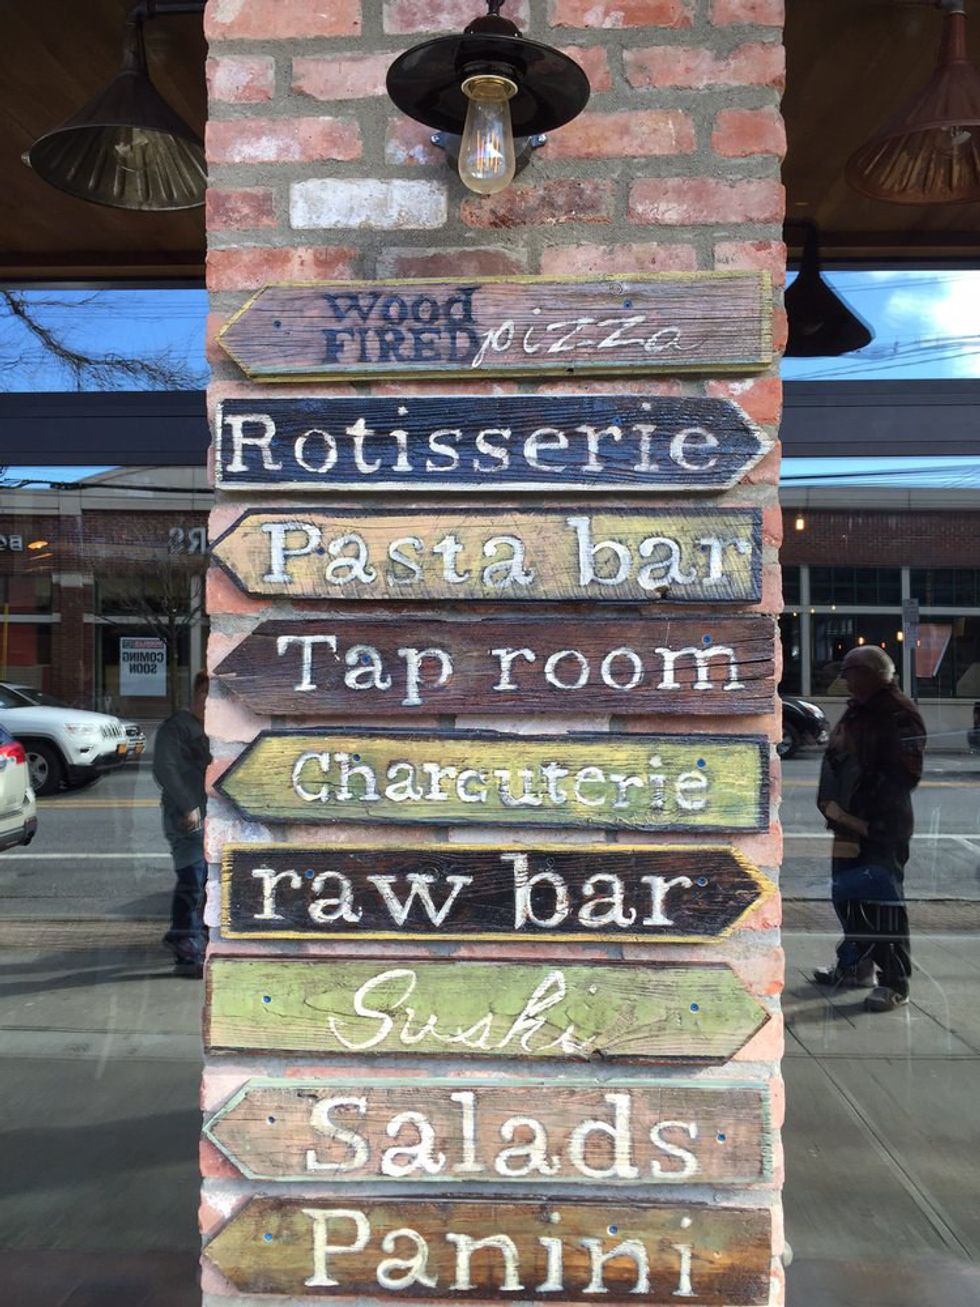 wood
FIRED pizza
Rotisserie
Pasta bar
Tap room
Charcuterie
raw bar
Sushi
Salads
Panini
COMING
SOON